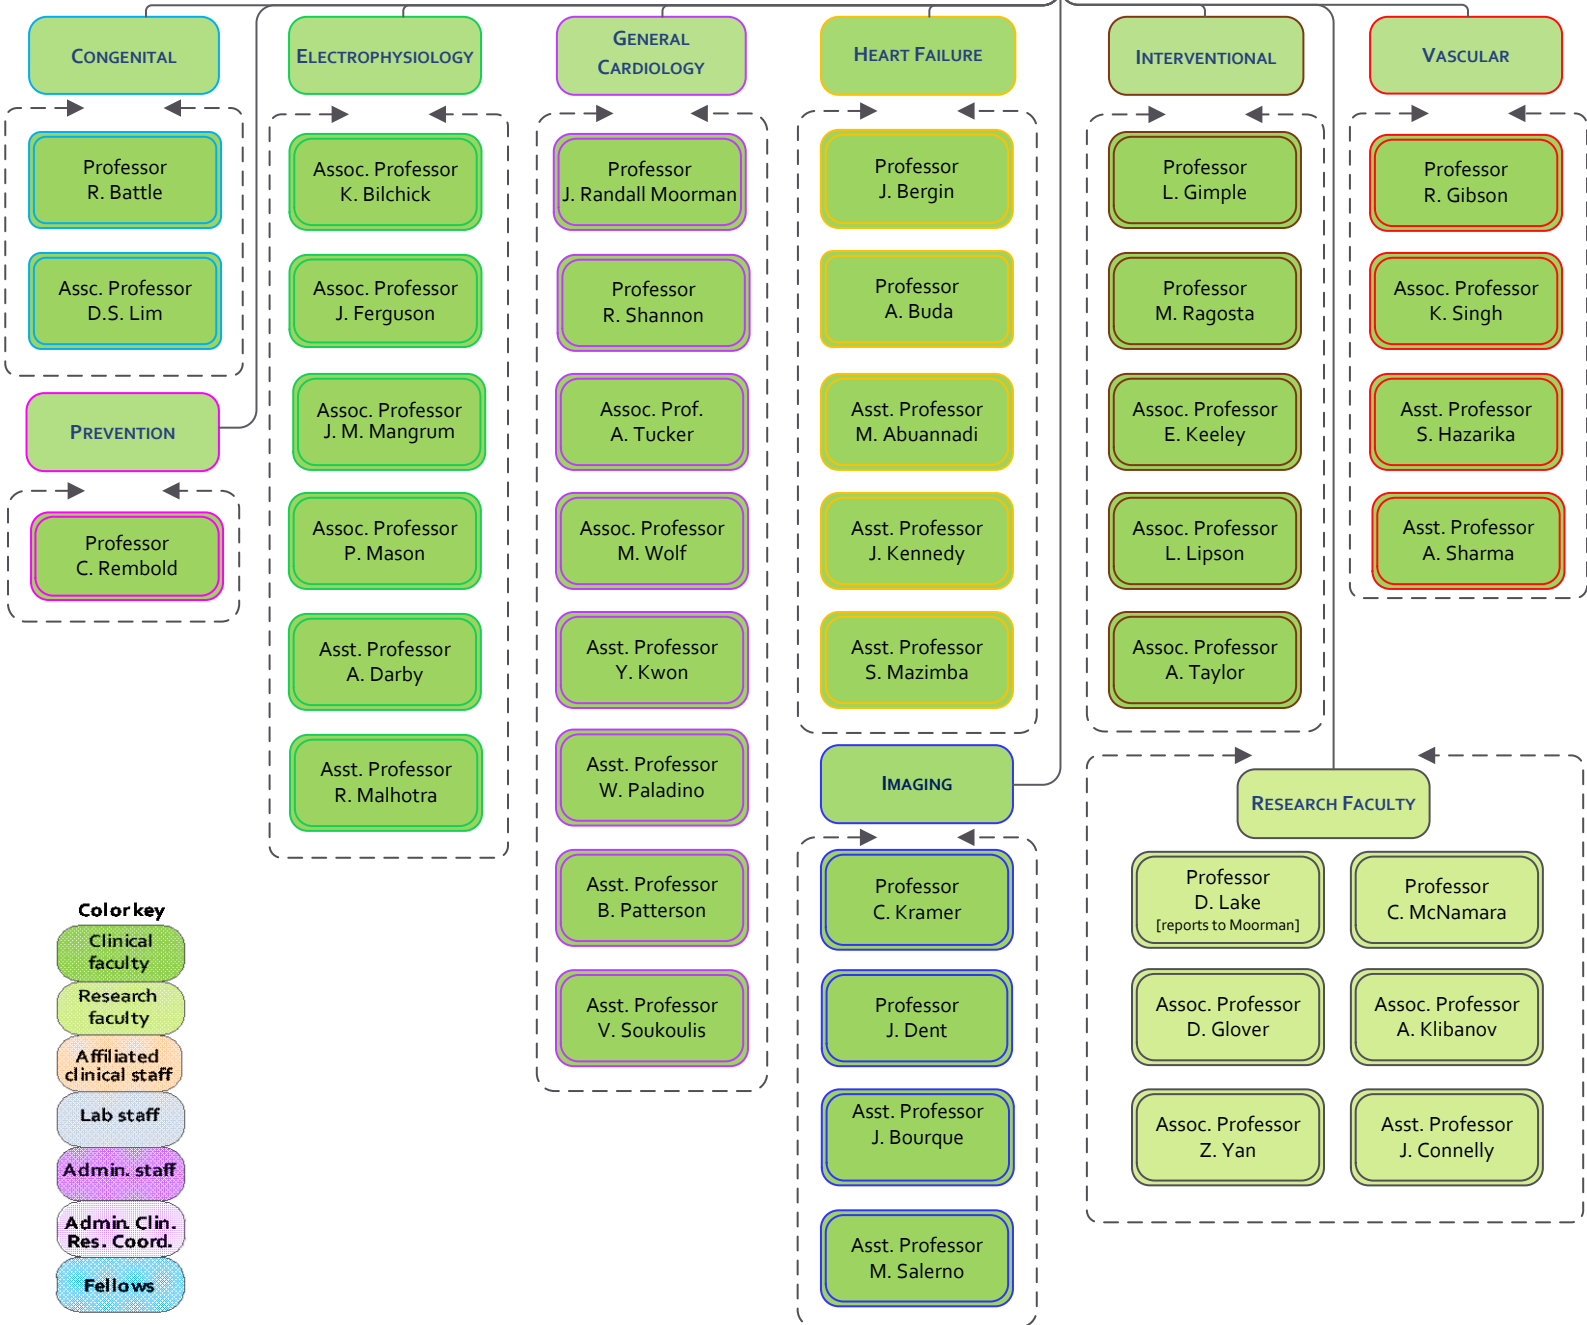 CONGENITAL
Professor
R. Battle
Assc. Professor
D.S. Lim
PREVENTION
Professor
C. Rembold
ELECTROPHYSIOLOGY
Assoc. Professor
K. Bilchick
Assoc. Professor
J. Ferguson
Assoc. Professor
J. M. Mangrum
Assoc. Professor
P. Mason
Asst. Professor
A. Darby
Asst. Professor
R. Malhotra
GENERAL
CARDIOLOGY
Professor
J. Randall Moorman
Professor
R. Shannon
Assoc. Prof.
A. Tucker
Assoc. Professor
M. Wolf
Asst. Professor
Y. Kwon
Asst. Professor
W. Paladino
Asst. Professor
B. Patterson
Asst. Professor
V. Soukoulis
HEART FAILURE
Professor
J. Bergin
Professor
A. Buda
Asst. Professor
M. Abuannadi
Asst. Professor
J. Kennedy
Asst. Professor
S. Mazimba
IMAGING
Professor
C. Kramer
Professor
J. Dent
Asst. Professor
J. Bourque
Asst. Professor
M. Salerno
INTERVENTIONAL
Professor
L. Gimple
Professor
M. Ragosta
Assoc. Professor
E. Keeley
Assoc. Professor
L. Lipson
Assoc. Professor
A. Taylor
VASCULAR
Professor
R. Gibson
Assoc. Professor
K. Singh
Asst. Professor
S. Hazarika
Asst. Professor
A. Sharma
RESEARCH FACULTY
Professor
D. Lake
[reports to Moorman]
Professor
C. McNamara
Assoc. Professor
D. Glover
Assoc. Professor
A. Klibanov
Assoc. Professor
Z. Yan
Asst. Professor
J. Connelly
Color key
Clinical
faculty
Research
faculty
Affiliated
clinical staff
Lab staff
Admin. staff
Admin. Clin.
Res. Coord.
Fellows